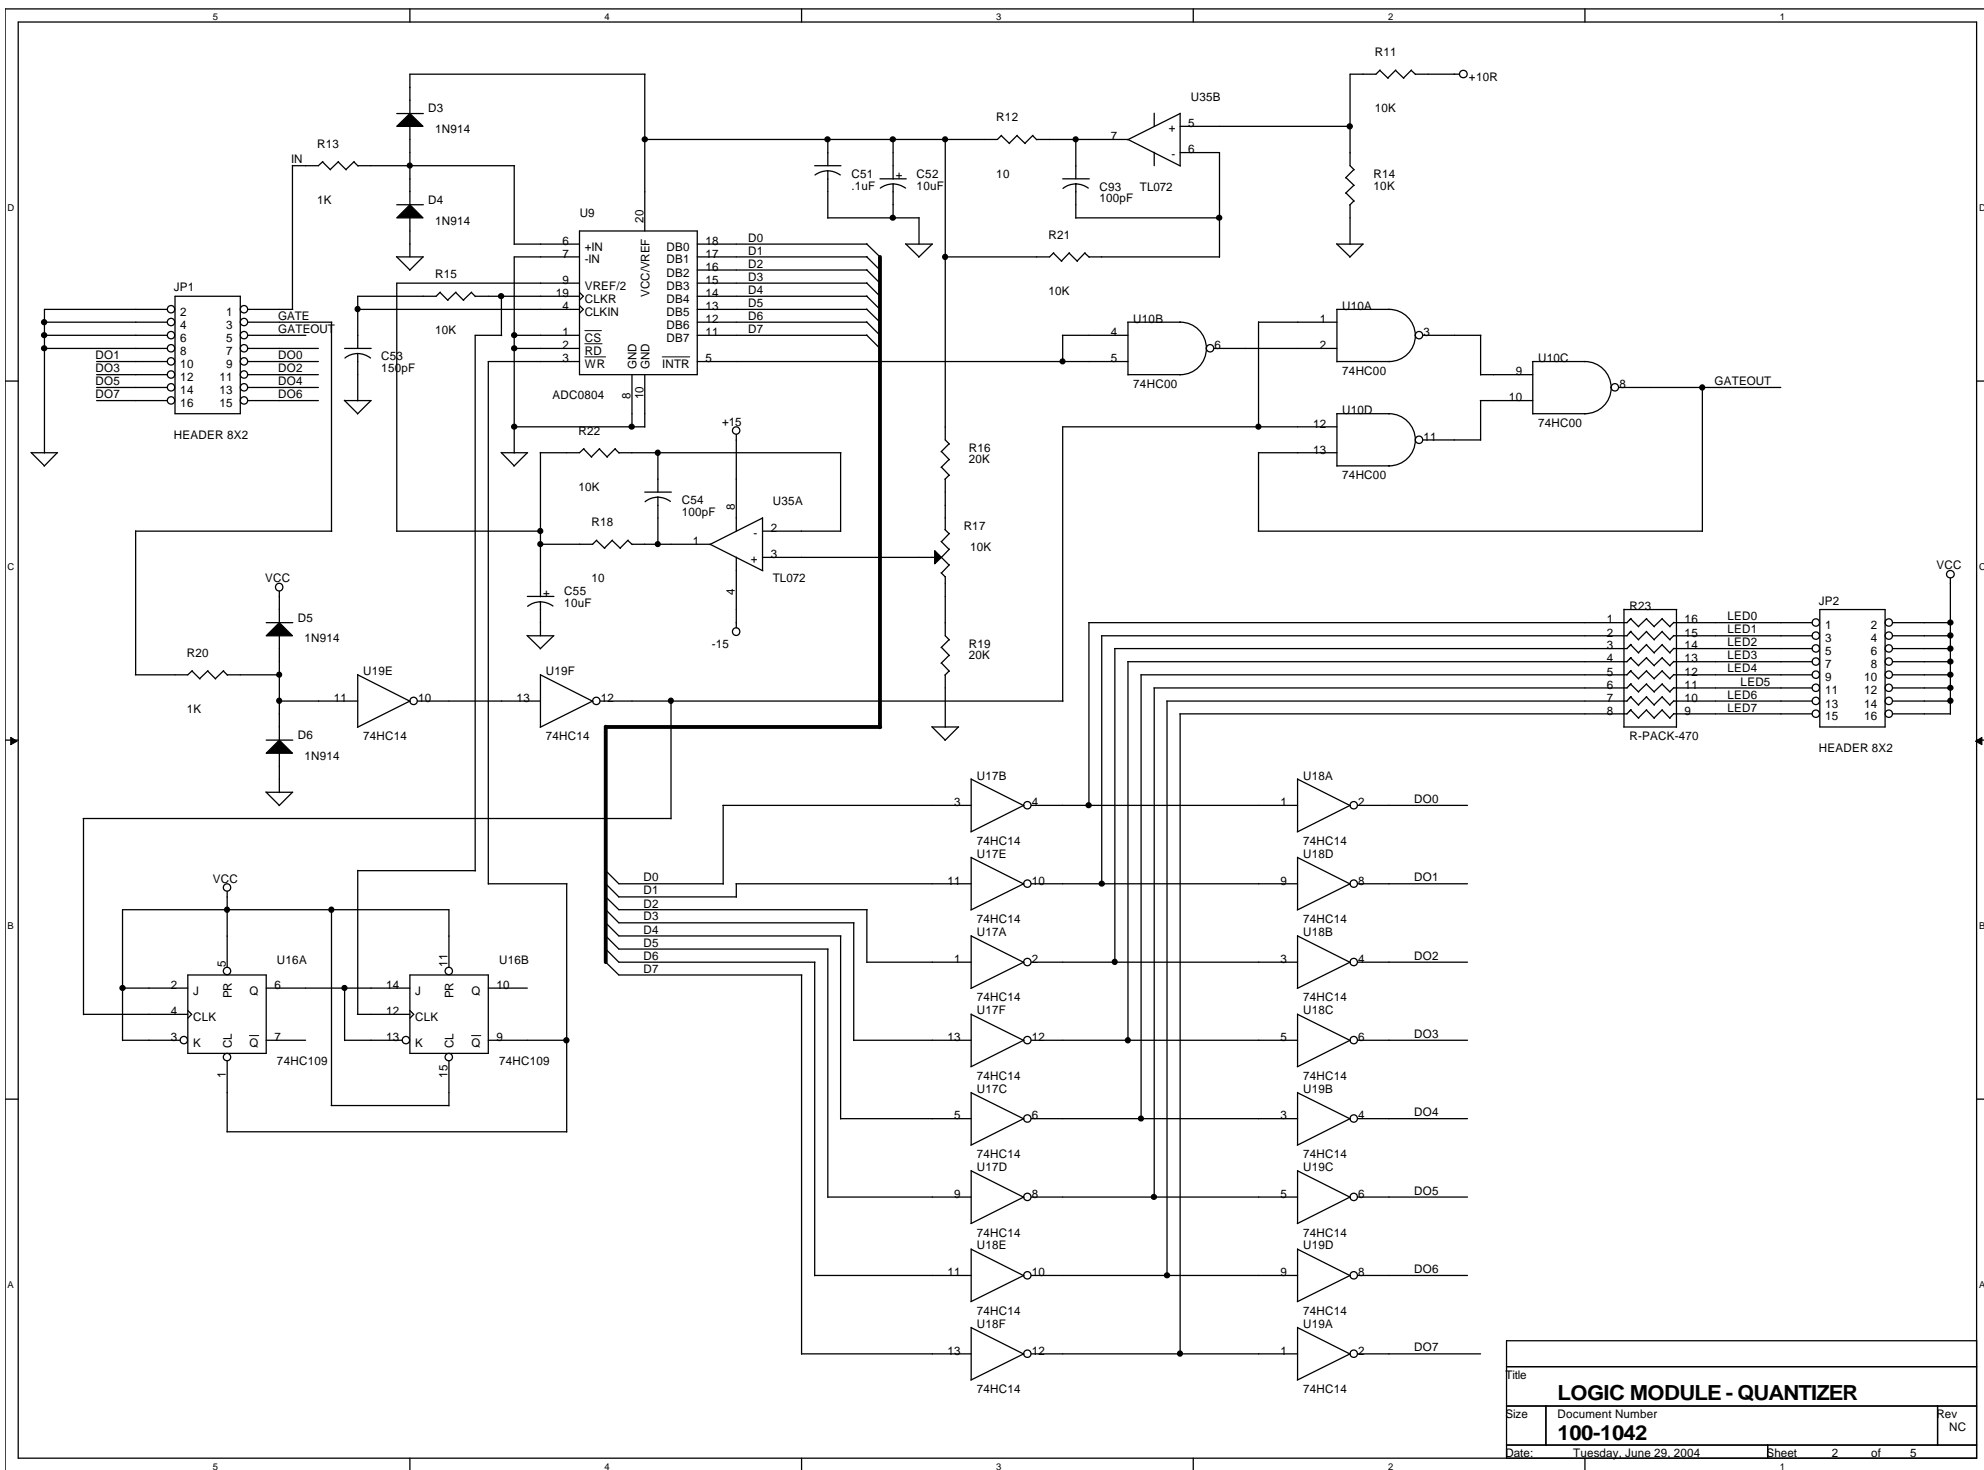 5 4 3 2 1
D
C
B
A
D
C
B
A
R11
+10R
10K
U35B
5
6
7
+
-
TL072
R12
10
C93
100pF
C51
.1uF
C52
10uF
R14
10K
R21
10K
D3
1N914
IN
R13
1K
D4
1N914
U9
20
6 +IN
7 -IN
9 VREF/2
19 CLKR
4 CLKIN
1 CS
2 RD
3 WR
VCC/VREF
GND
GND
8
10
DB0 18 D0
DB1 17 D1
DB2 16 D2
DB3 15 D3
DB4 14 D4
DB5 13 D5
DB6 12 D6
DB7 11 D7
INTR 5
ADC0804
R15
10K
C53
150pF
JP1
2 1
4 3 GATE
6 5 GATEOUT
8 7
DO1 10 9 DO0
DO3 12 11 DO2
DO5 14 13 DO4
DO7 16 15 DO6
HEADER 8X2
U10B
4
5
6
74HC00
U10A
1
2
3
74HC00
U10C
9
10
8
74HC00
GATEOUT
U10D
12
13
11
74HC00
R22
10K
C54
100pF
+15
8
U35A
2
3
1
-
+
4
-15
TL072
R18
10
C55
10uF
R16
20K
R17
10K
R19
20K
VCC
D5
1N914
R20
1K
D6
1N914
U19E
11 10
74HC14
U19F
13 12
74HC14
VCC
JP2
R23
1 16 LED0 1 2
2 15 LED1 3 4
3 14 LED2 5 6
4 13 LED3 7 8
5 12 LED4 9 10
6 11 LED5 11 12
7 10 LED6 13 14
8 9 LED7 15 16
R-PACK-470
HEADER 8X2
VCC
U16A
5
2 J PR Q 6
4 CLK
3 K CL Q 7
1
74HC109
U16B
11
14 J PR Q 10
12 CLK
13 K CL Q 9
15
74HC109
D0
D1
D2
D3
D4
D5
D6
D7
U17B U18A
3 4 1 2 DO0
74HC14 74HC14
U17E U18D
11 10 9 8 DO1
74HC14 74HC14
U17A U18B
1 2 3 4 DO2
74HC14 74HC14
U17F U18C
13 12 5 6 DO3
74HC14 74HC14
U17C U19B
5 6 3 4 DO4
74HC14 74HC14
U17D U19C
9 8 5 6 DO5
74HC14 74HC14
U18E U19D
11 10 9 8 DO6
74HC14 74HC14
U18F U19A
13 12 1 2 DO7
74HC14 74HC14
Title
LOGIC MODULE - QUANTIZER
Size Document Number Rev
100-1042 NC
Date: Tuesday, June 29, 2004 Sheet 2 of 5
5 4 3 2 1